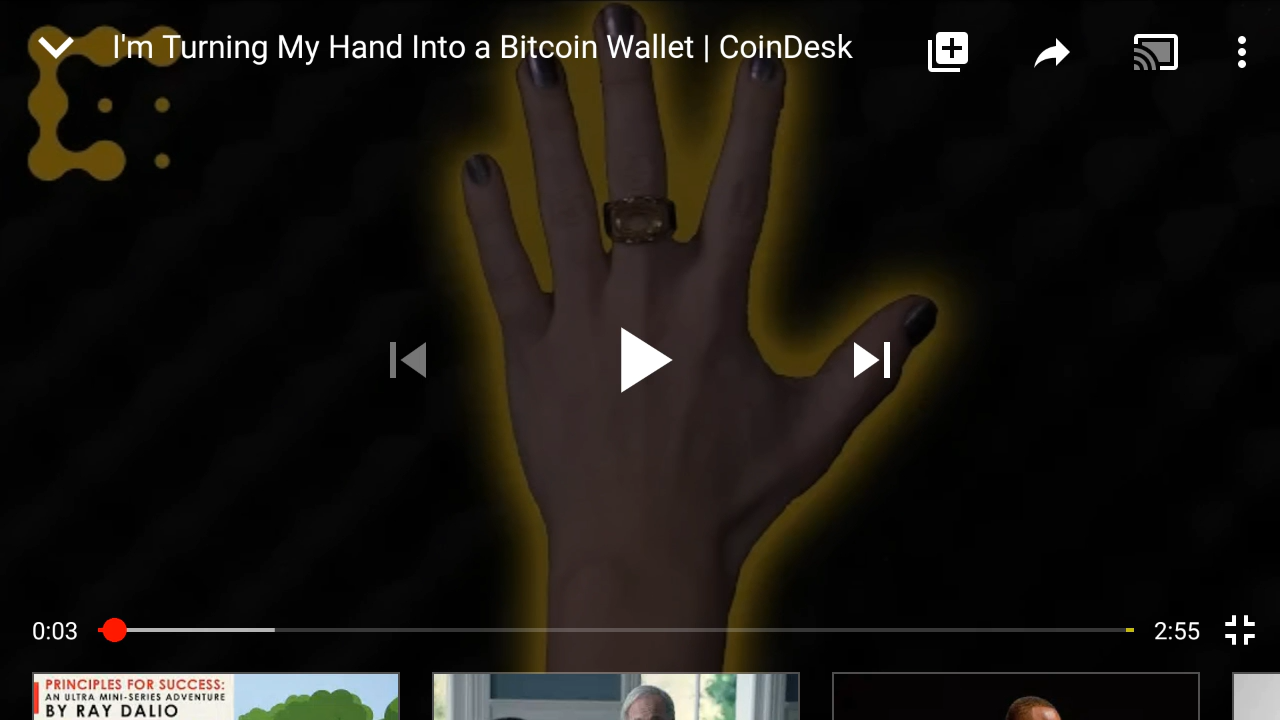 I'm Turning My Hand Into a Bitcoin Wallet | CoinDesk
0:03
2:55
PRINCIPLES FOR SUCCESS:
AN ULTRA MINI-SERIES ADVENTURE
BY RAY DALIO